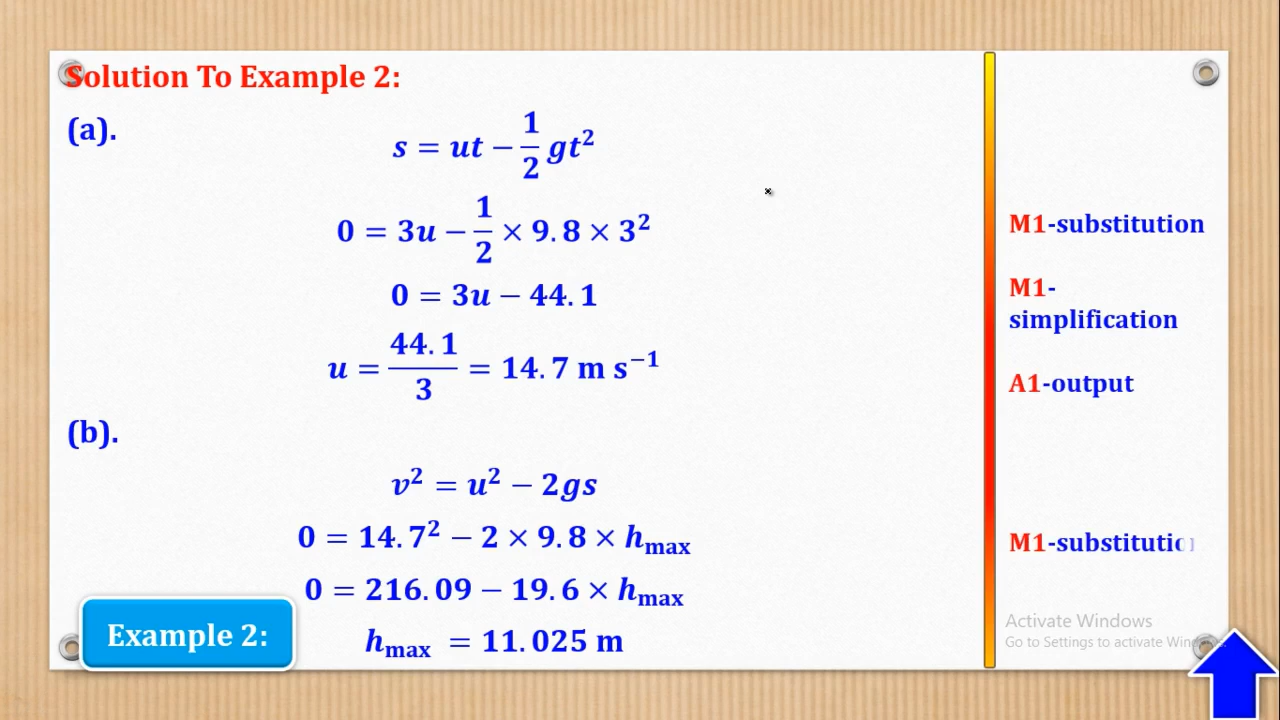 Solution To Example 2:
(a).
s = ut − 1/2 gt²
0 = 3u − 1/2 × 9.8 × 3²
M1-substitution
0 = 3u − 44.1
M1-
simplification
u = 44.1/3 = 14.7 m s⁻¹
A1-output
(b).
v² = u² − 2gs
0 = 14.7² − 2 × 9.8 × h_max
M1-substitutio
0 = 216.09 − 19.6 × h_max
h_max = 11.025 m
Example 2:
Activate Windows
Go to Settings to activate Windows.